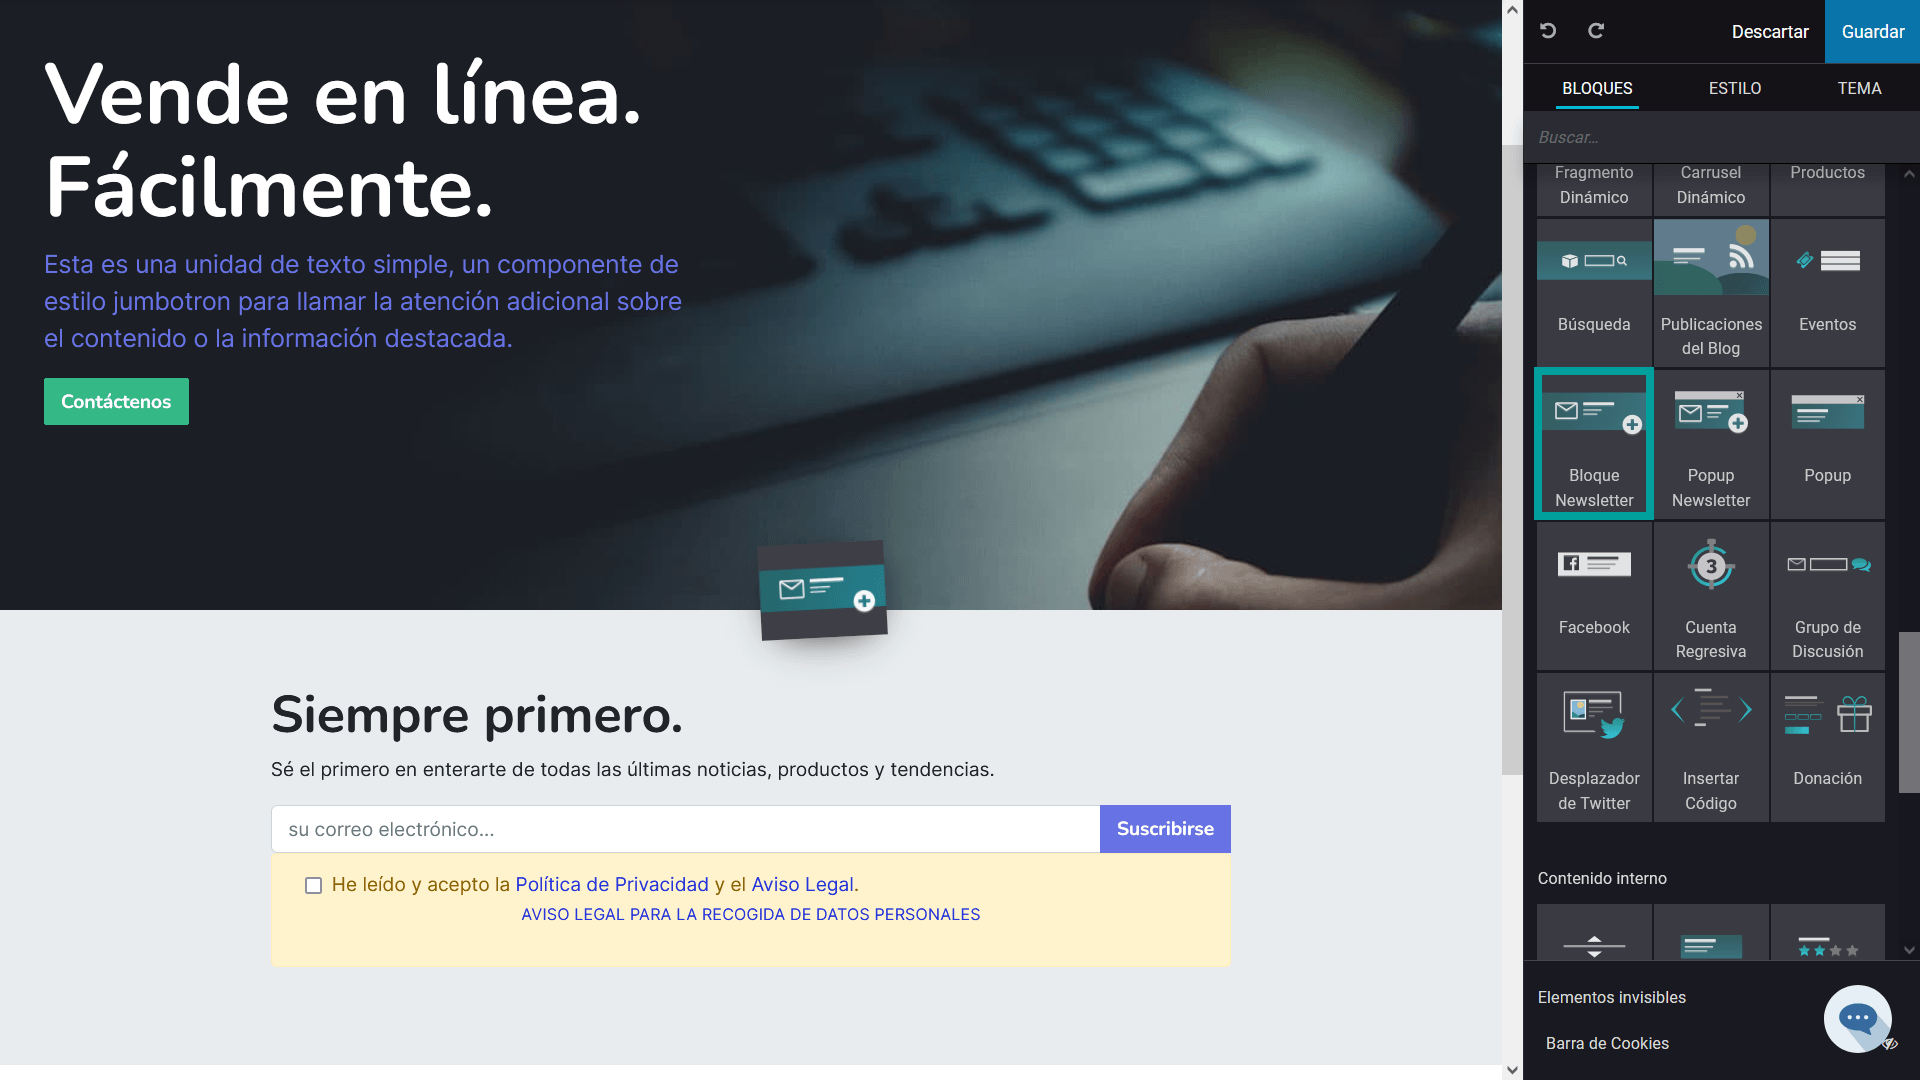 Vende en línea.
Fácilmente.
Esta es una unidad de texto simple, un componente de
estilo jumbotron para llamar la atención adicional sobre
el contenido o la información destacada.
Contáctenos
Siempre primero.
Sé el primero en enterarte de todas las últimas noticias, productos y tendencias.
su correo electrónico...
Suscribirse
He leído y acepto la Política de Privacidad y el Aviso Legal.
AVISO LEGAL PARA LA RECOGIDA DE DATOS PERSONALES
Descartar
Guardar
BLOQUES
ESTILO
TEMA
Buscar...
Fragmento
Dinámico
Carrusel
Dinámico
Productos
Búsqueda
Publicaciones
del Blog
Eventos
Bloque
Newsletter
Popup
Newsletter
Popup
Facebook
3
Cuenta
Regresiva
Grupo de
Discusión
Desplazador
de Twitter
Insertar
Código
Donación
Contenido interno
Elementos invisibles
Barra de Cookies